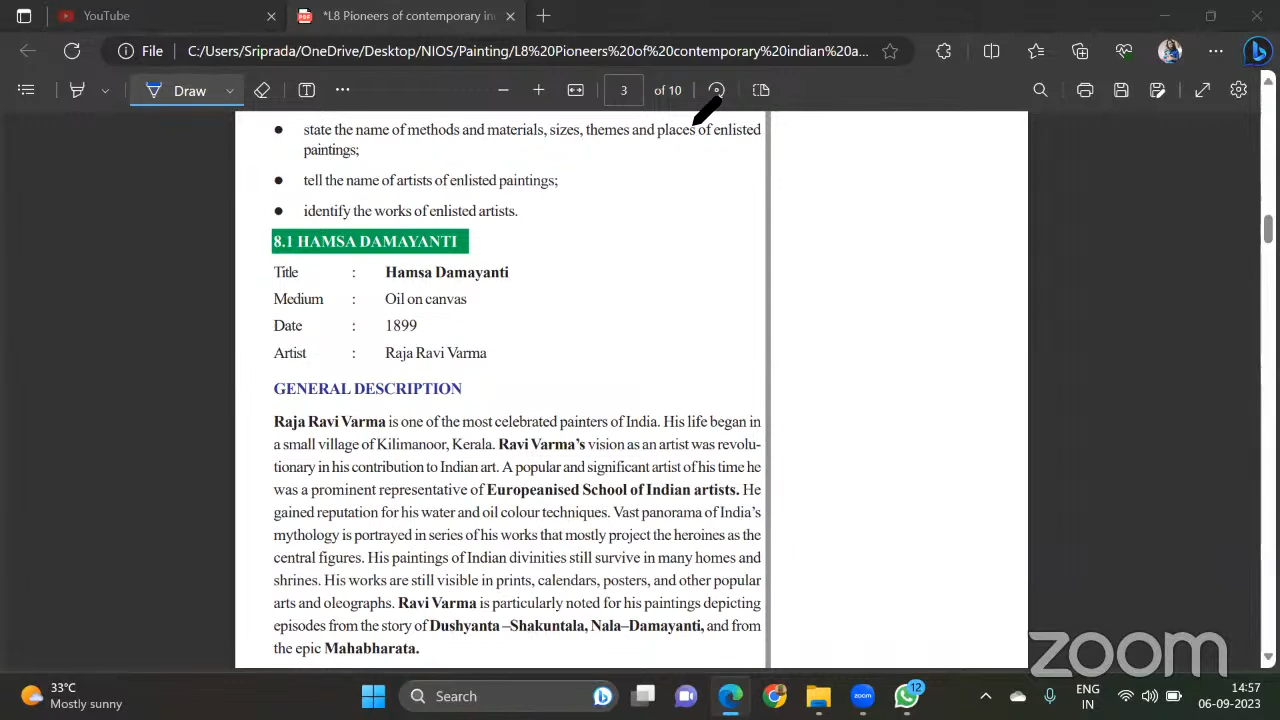 YouTube
*L8 Pioneers of contemporary in
File
C:/Users/Sriprada/OneDrive/Desktop/NIOS/Painting/L8%20Pioneers%20of%20contemporary%20indian%20a...
Draw
3 of 10
state the name of methods and materials, sizes, themes and places of enlisted
paintings;
tell the name of artists of enlisted paintings;
identify the works of enlisted artists.
8.1 HAMSA DAMAYANTI
Title : Hamsa Damayanti
Medium : Oil on canvas
Date : 1899
Artist : Raja Ravi Varma
GENERAL DESCRIPTION
Raja Ravi Varma is one of the most celebrated painters of India. His life began in
a small village of Kilimanoor, Kerala. Ravi Varma's vision as an artist was revolu-
tionary in his contribution to Indian art. A popular and significant artist of his time he
was a prominent representative of Europeanised School of Indian artists. He
gained reputation for his water and oil colour techniques. Vast panorama of India's
mythology is portrayed in series of his works that mostly project the heroines as the
central figures. His paintings of Indian divinities still survive in many homes and
shrines. His works are still visible in prints, calendars, posters, and other popular
arts and oleographs. Ravi Varma is particularly noted for his paintings depicting
episodes from the story of Dushyanta –Shakuntala, Nala–Damayanti, and from
the epic Mahabharata.
zoom
33°C
Mostly sunny
Search
zoom
12
ENG
IN
14:57
06-09-2023